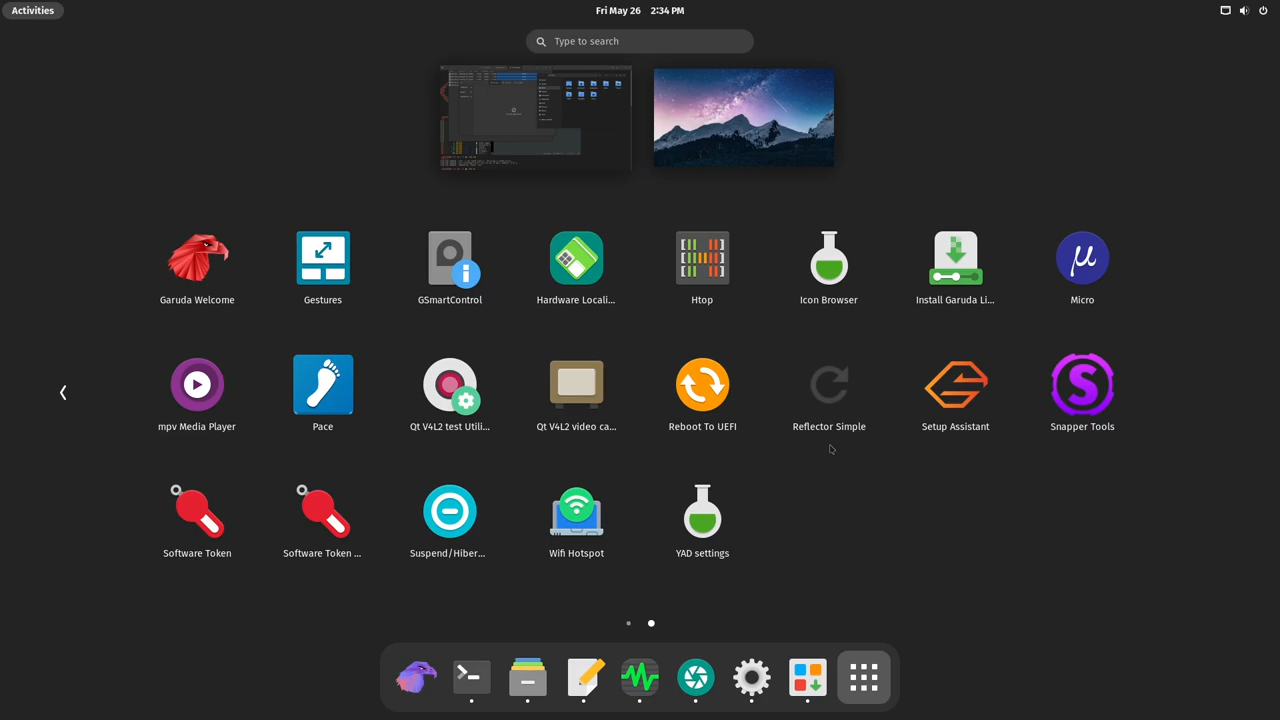 Activities
Fri May 26 2:34 PM
Type to search
Garuda Welcome
Gestures
GSmartControl
Hardware Locali...
Htop
Icon Browser
Install Garuda Li...
Micro
mpv Media Player
Pace
Qt V4L2 test Utili...
Qt V4L2 video ca...
Reboot To UEFI
Reflector Simple
Setup Assistant
Snapper Tools
Software Token
Software Token ...
Suspend/Hiber...
Wifi Hotspot
YAD settings